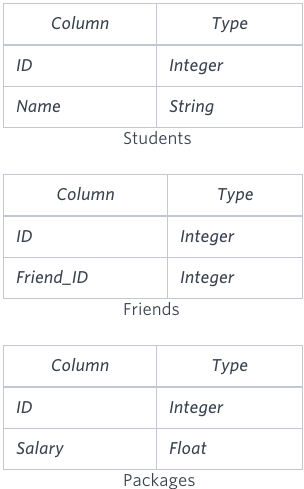 Column Type
ID Integer
Name String
Students
Column Type
ID Integer
Friend_ID Integer
Friends
Column Type
ID Integer
Salary Float
Packages